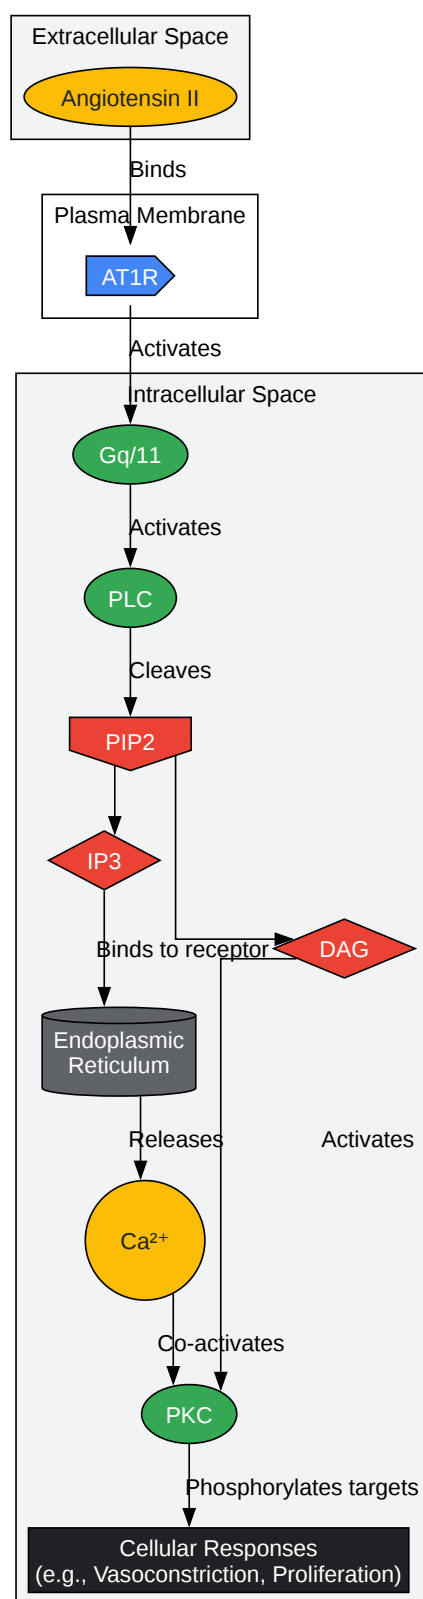 Extracellular Space
Angiotensin II
Binds
Plasma Membrane
AT1R
Activates
Intracellular Space
Gq/11
Activates
PLC
Cleaves
PIP2
IP3
Binds to receptor
DAG
Endoplasmic
Reticulum
Releases
Activates
Ca²⁺
Co-activates
PKC
Phosphorylates targets
Cellular Responses
(e.g., Vasoconstriction, Proliferation)